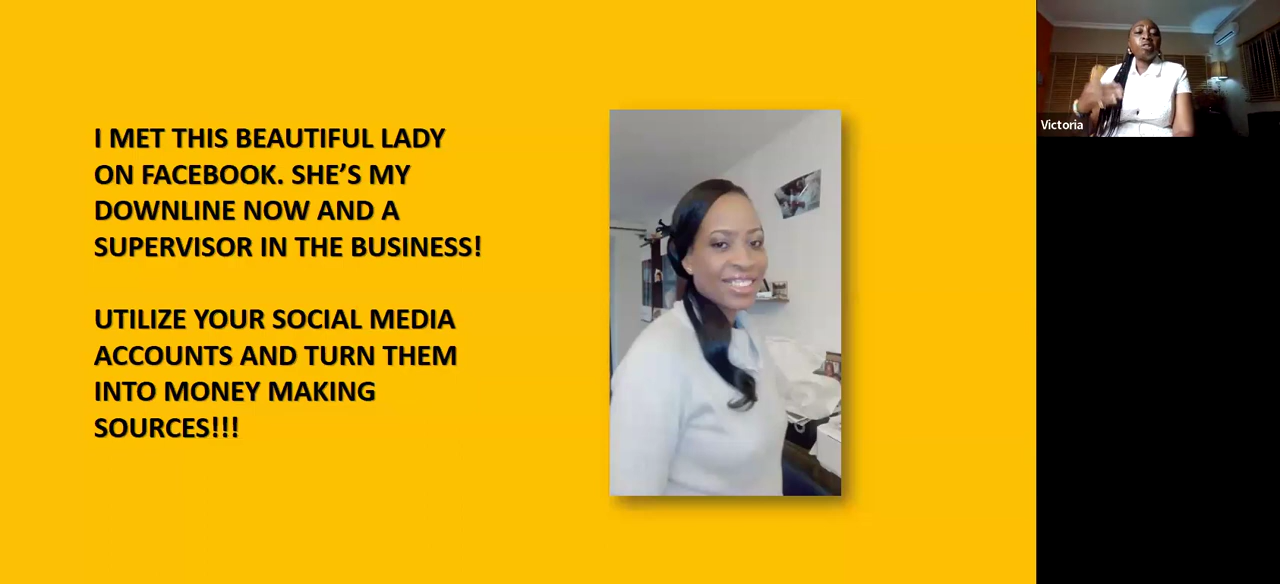 I MET THIS BEAUTIFUL LADY
ON FACEBOOK. SHE’S MY
DOWNLINE NOW AND A
SUPERVISOR IN THE BUSINESS!
UTILIZE YOUR SOCIAL MEDIA
ACCOUNTS AND TURN THEM
INTO MONEY MAKING
SOURCES!!!
Victoria